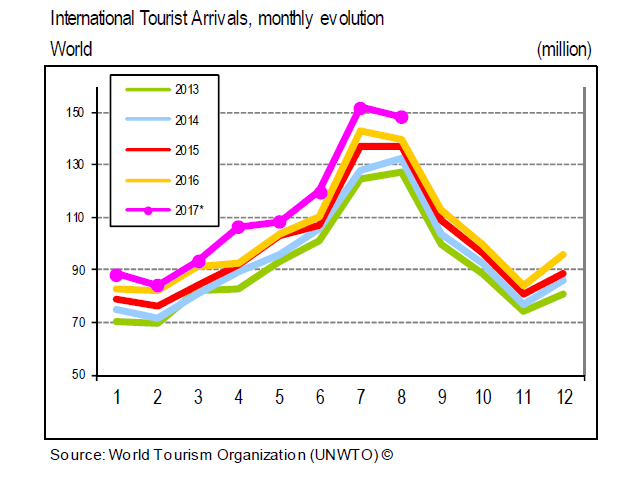 International Tourist Arrivals, monthly evolution
World (million)
2013
2014
2015
2016
2017*
150
130
110
90
70
50
1 2 3 4 5 6 7 8 9 10 11 12
Source: World Tourism Organization (UNWTO) ©